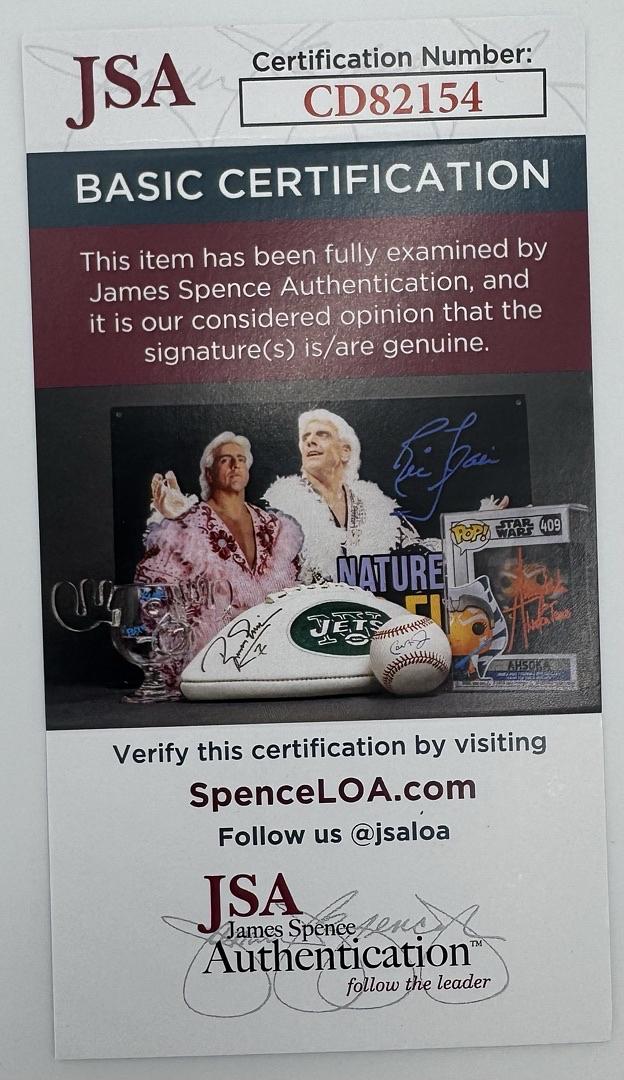 JSA
Certification Number:
CD82154
BASIC CERTIFICATION
This item has been fully examined by
James Spence Authentication, and
it is our considered opinion that the
signature(s) is/are genuine.
POP!
STAR
WARS
409
NATURE
JETS
AHSOKA
Verify this certification by visiting
SpenceLOA.com
Follow us @jsaloa
JSA
James Spence
Authentication™
follow the leader